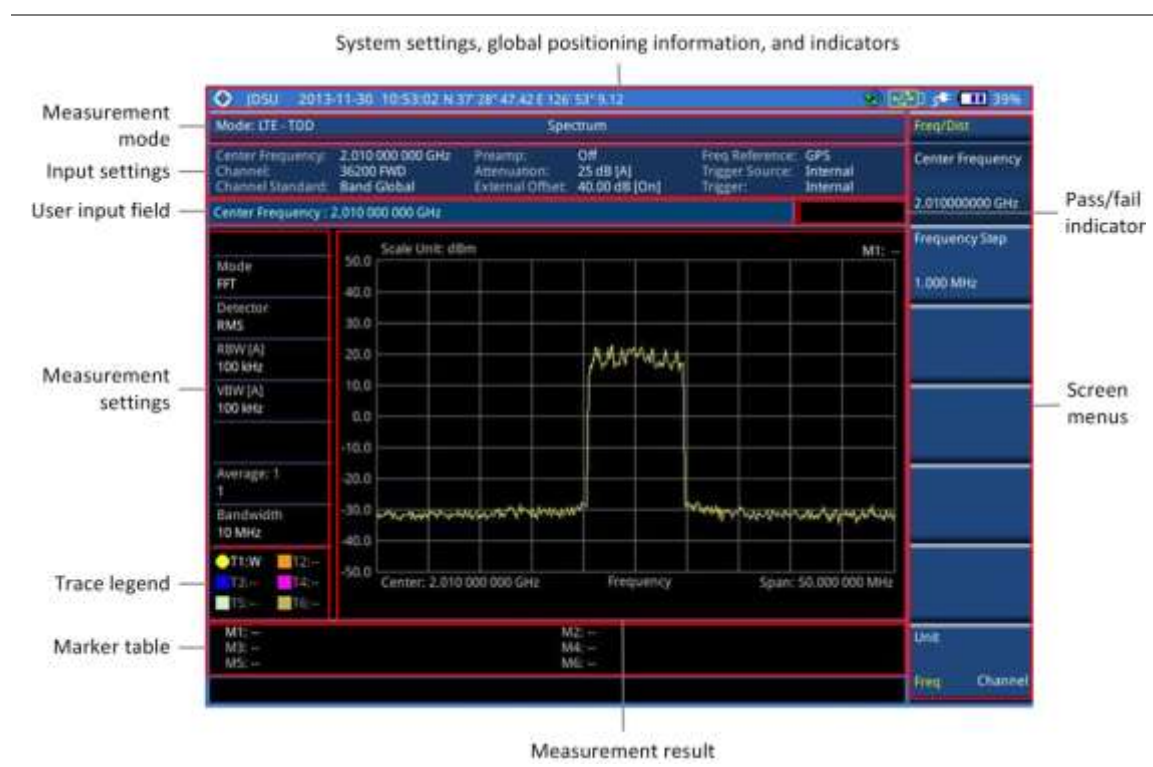 System settings, global positioning information, and indicators
JDSU 2013-11-30 10:53:02 N 37° 28" 47.42 E 126° 53" 9.12 39%
Measurement
mode
Mode: LTE - TDD Spectrum Freq/Dist
Input settings
Center Frequency: 2.010 000 000 GHz Preamp: Off Freq Reference: GPS
Channel: 36200 FWD Attenuation: 25 dB [A] Trigger Source: Internal
Channel Standard: Band Global External Offset: 40.00 dB [On] Trigger: Internal
Center Frequency
2.010000000 GHz
User input field
Center Frequency : 2.010 000 000 GHz
Pass/fail
indicator
Frequency Step
1.000 MHz
Scale Unit: dBm M1: --
Mode
FFT
Detector
RMS
RBW [A]
100 kHz
VBW [A]
100 kHz
Average: 1
1
Bandwidth
10 MHz
Measurement
settings
50.0
40.0
30.0
20.0
10.0
0.0
-10.0
-20.0
-30.0
-40.0
-50.0
Center: 2.010 000 000 GHz Frequency Span: 50.000 000 MHz
Screen
menus
Trace legend
T1:W T2:--
T3:-- T4:--
T5:-- T6:--
Marker table
M1: -- M2: --
M3: -- M4: --
M5: -- M6: --
Unit
Freq Channel
Measurement result